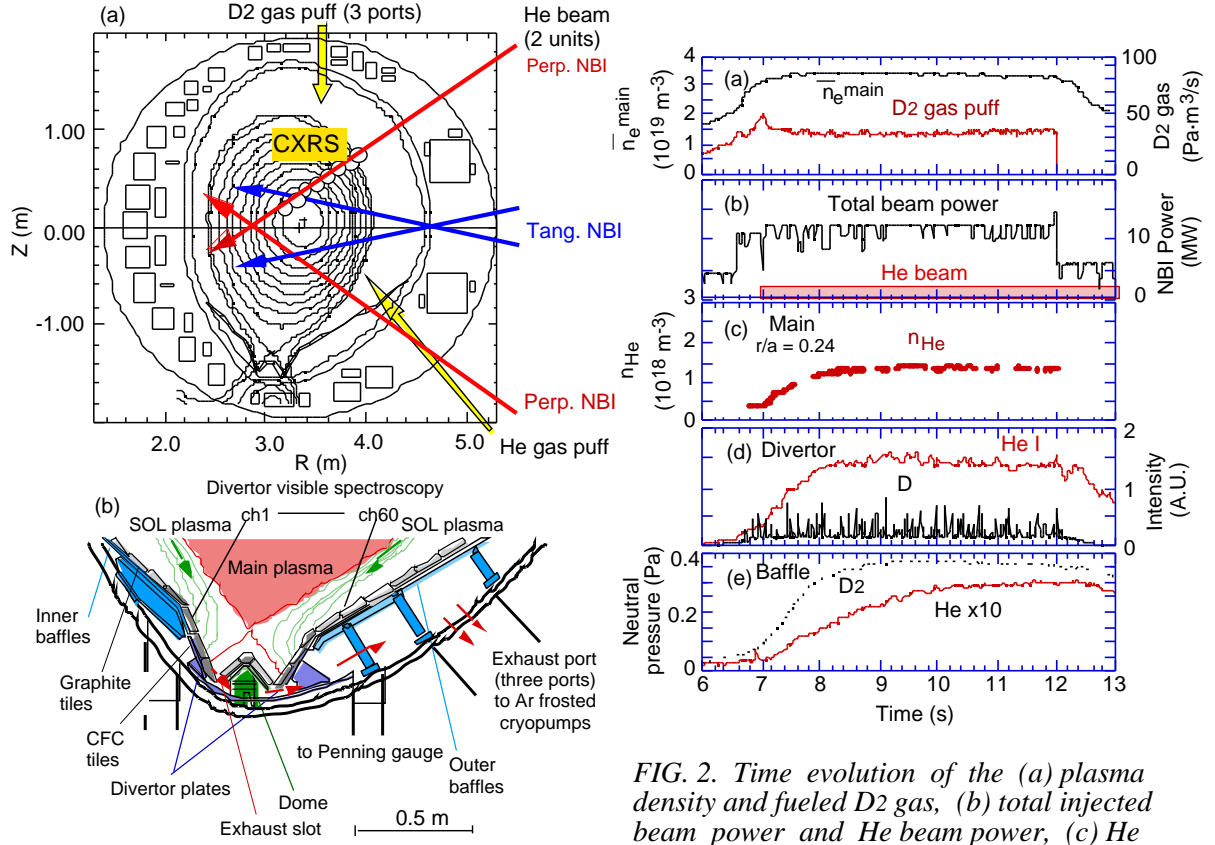 (a)
D2 gas puff (3 ports)
He beam
(2 units)
Perp. NBI
CXRS
Tang. NBI
Perp. NBI
He gas puff
Z (m)
1.00
0.00
-1.00
2.0 3.0 4.0 5.0
R (m)
(b)
Divertor visible spectroscopy
ch1 ch60
SOL plasma
SOL plasma
Main plasma
Inner
baffles
Graphite
tiles
CFC
tiles
Divertor plates
Exhaust slot
Dome
to Penning gauge
Outer
baffles
Exhaust port
(three ports)
to Ar frosted
cryopumps
0.5 m
(a)
n̅e main
D2 gas puff
n̅e main
(10^19 m-3)
4
3
2
1
0
D2 gas
(Pa·m³/s)
100
50
0
(b)
Total beam power
He beam
NBI Power
(MW)
10
0
3
(c)
Main
r/a = 0.24
nHe
nHe
(10^18 m-3)
2
1
0
(d)
Divertor
He I
D
Intensity
(A.U.)
2
1
0
(e)
Baffle
D2
He x10
Neutral
pressure (Pa)
0.4
0.2
0
6 7 8 9 10 11 12 13
Time (s)
FIG. 2. Time evolution of the (a) plasma
density and fueled D2 gas, (b) total injected
beam power and He beam power, (c) He